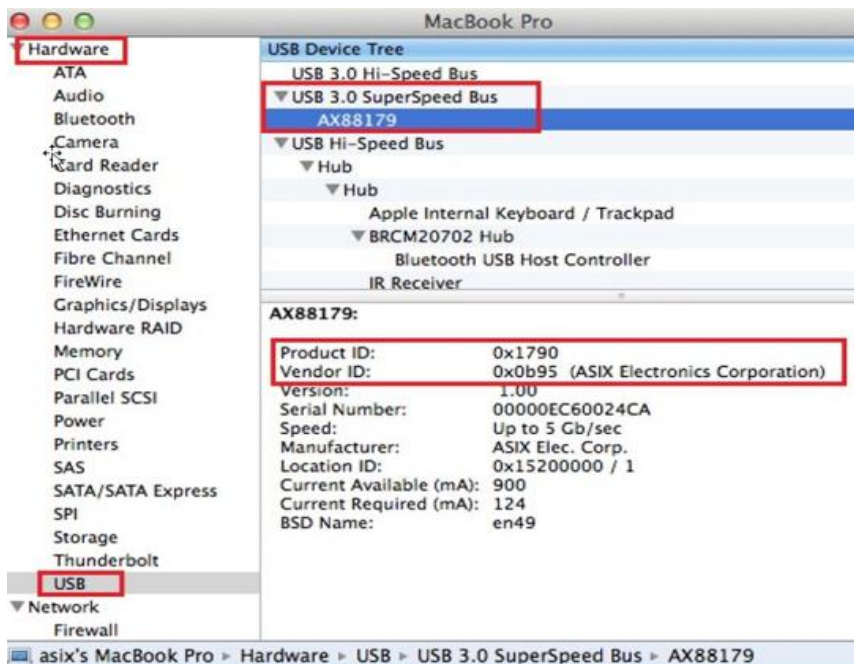 MacBook Pro
Hardware
ATA
Audio
Bluetooth
Camera
Card Reader
Diagnostics
Disc Burning
Ethernet Cards
Fibre Channel
FireWire
Graphics/Displays
Hardware RAID
Memory
PCI Cards
Parallel SCSI
Power
Printers
SAS
SATA/SATA Express
SPI
Storage
Thunderbolt
USB
Network
Firewall
USB Device Tree
USB 3.0 Hi-Speed Bus
USB 3.0 SuperSpeed Bus
AX88179
USB Hi-Speed Bus
Hub
Hub
Apple Internal Keyboard / Trackpad
BRCM20702 Hub
Bluetooth USB Host Controller
IR Receiver
AX88179:
Product ID: 0x1790
Vendor ID: 0x0b95 (ASIX Electronics Corporation)
Version: 1.00
Serial Number: 00000EC60024CA
Speed: Up to 5 Gb/sec
Manufacturer: ASIX Elec. Corp.
Location ID: 0x15200000 / 1
Current Available (mA): 900
Current Required (mA): 124
BSD Name: en49
asix's MacBook Pro ▸ Hardware ▸ USB ▸ USB 3.0 SuperSpeed Bus ▸ AX88179